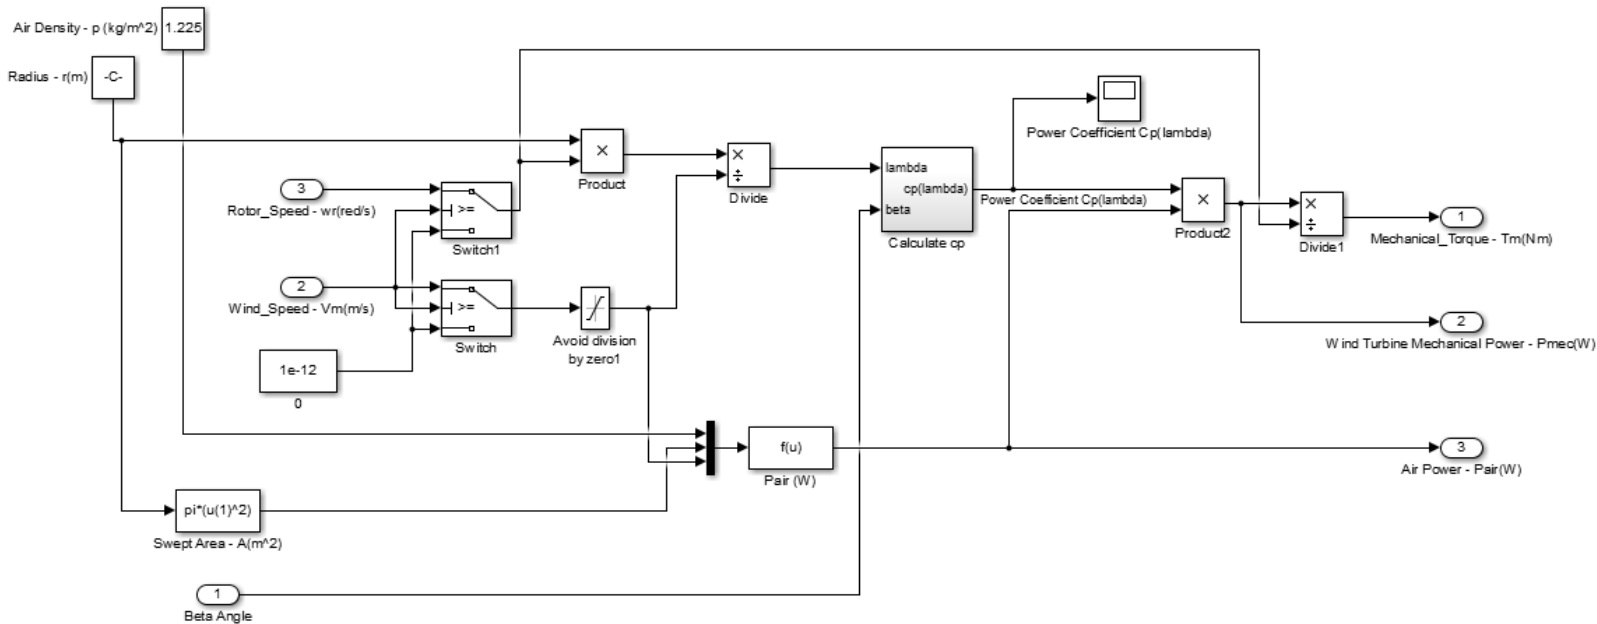 Air Density - p (kg/m^2)
1.225
Radius - r(m)
-C-
Power Coefficient Cp(lambda)
×
Product
×
÷
Divide
lambda
cp(lambda)
beta
Calculate cp
Power Coefficient Cp(lambda)
×
Product2
×
÷
Divide1
1
Mechanical_Torque - Tm(Nm)
3
Rotor_Speed - wr(red/s)
>=
Switch1
2
Wind_Speed - Vm(m/s)
>=
Switch
Avoid division
by zero1
2
Wind Turbine Mechanical Power - Pmec(W)
1e-12
0
f(u)
Pair (W)
3
Air Power - Pair(W)
pi*(u(1)^2)
Swept Area - A(m^2)
1
Beta Angle